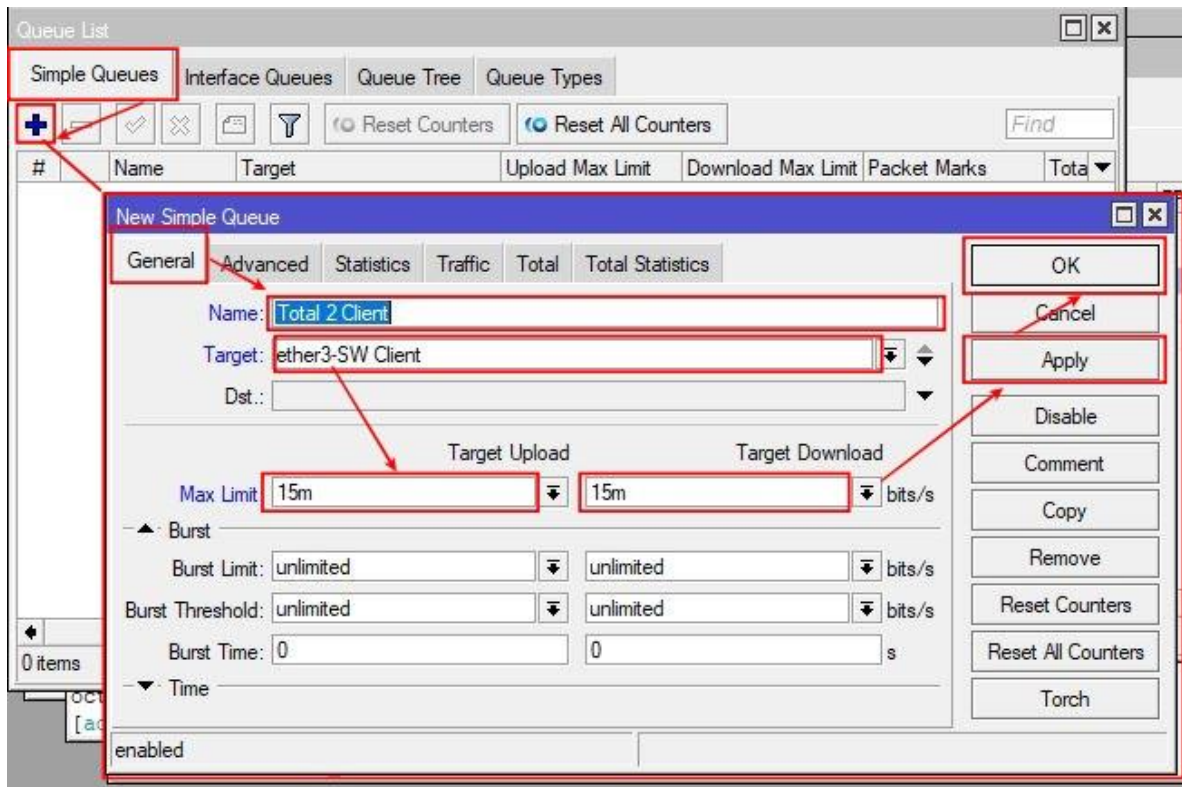 Queue List
Simple Queues Interface Queues Queue Tree Queue Types
Reset Counters Reset All Counters Find
# Name Target Upload Max Limit Download Max Limit Packet Marks Tota
New Simple Queue
General Advanced Statistics Traffic Total Total Statistics
OK
Name: Total 2 Client
Cancel
Target: ether3-SW Client
Apply
Dst.:
Disable
Target Upload Target Download
Comment
Max Limit 15m 15m bits/s
Copy
Burst
Burst Limit: unlimited unlimited bits/s
Remove
Burst Threshold: unlimited unlimited bits/s
Reset Counters
Burst Time: 0 0 s
Reset All Counters
0 items
Time
Torch
[ad
enabled